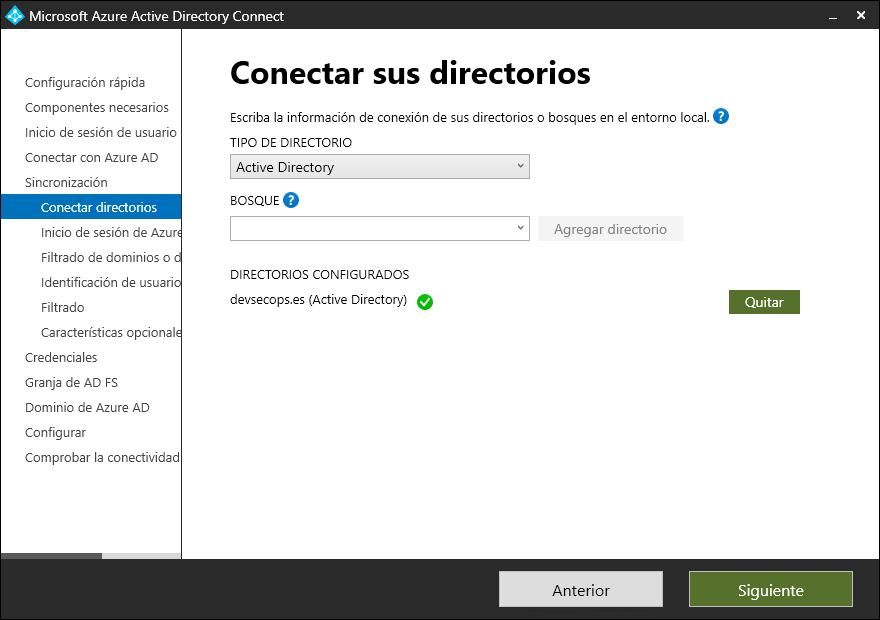 Microsoft Azure Active Directory Connect
Configuración rápida
Componentes necesarios
Inicio de sesión de usuario
Conectar con Azure AD
Sincronización
Conectar directorios
Inicio de sesión de Azure
Filtrado de dominios o d
Identificación de usuario
Filtrado
Características opcionale
Credenciales
Granja de AD FS
Dominio de Azure AD
Configurar
Comprobar la conectividad
Conectar sus directorios
Escriba la información de conexión de sus directorios o bosques en el entorno local. ?
TIPO DE DIRECTORIO
Active Directory
BOSQUE ?
Agregar directorio
DIRECTORIOS CONFIGURADOS
devsecops.es (Active Directory)
Quitar
Anterior
Siguiente